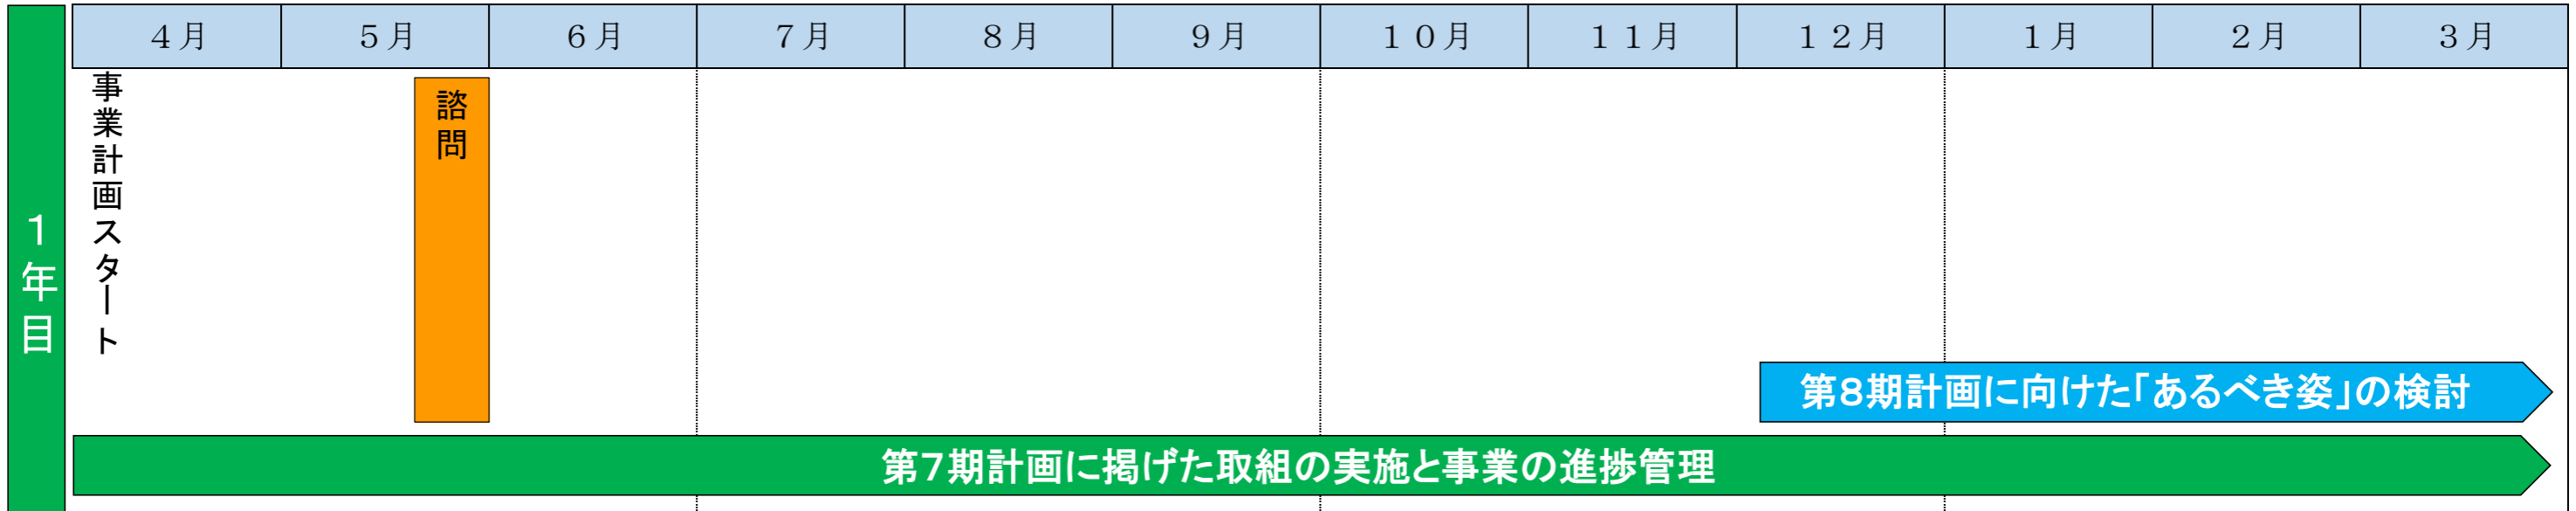 ４月 ５月 ６月 ７月 ８月 ９月 １０月 １１月 １２月 １月 ２月 ３月
１年目
事業計画スタート
諮問
第8期計画に向けた「あるべき姿」の検討
第7期計画に掲げた取組の実施と事業の進捗管理